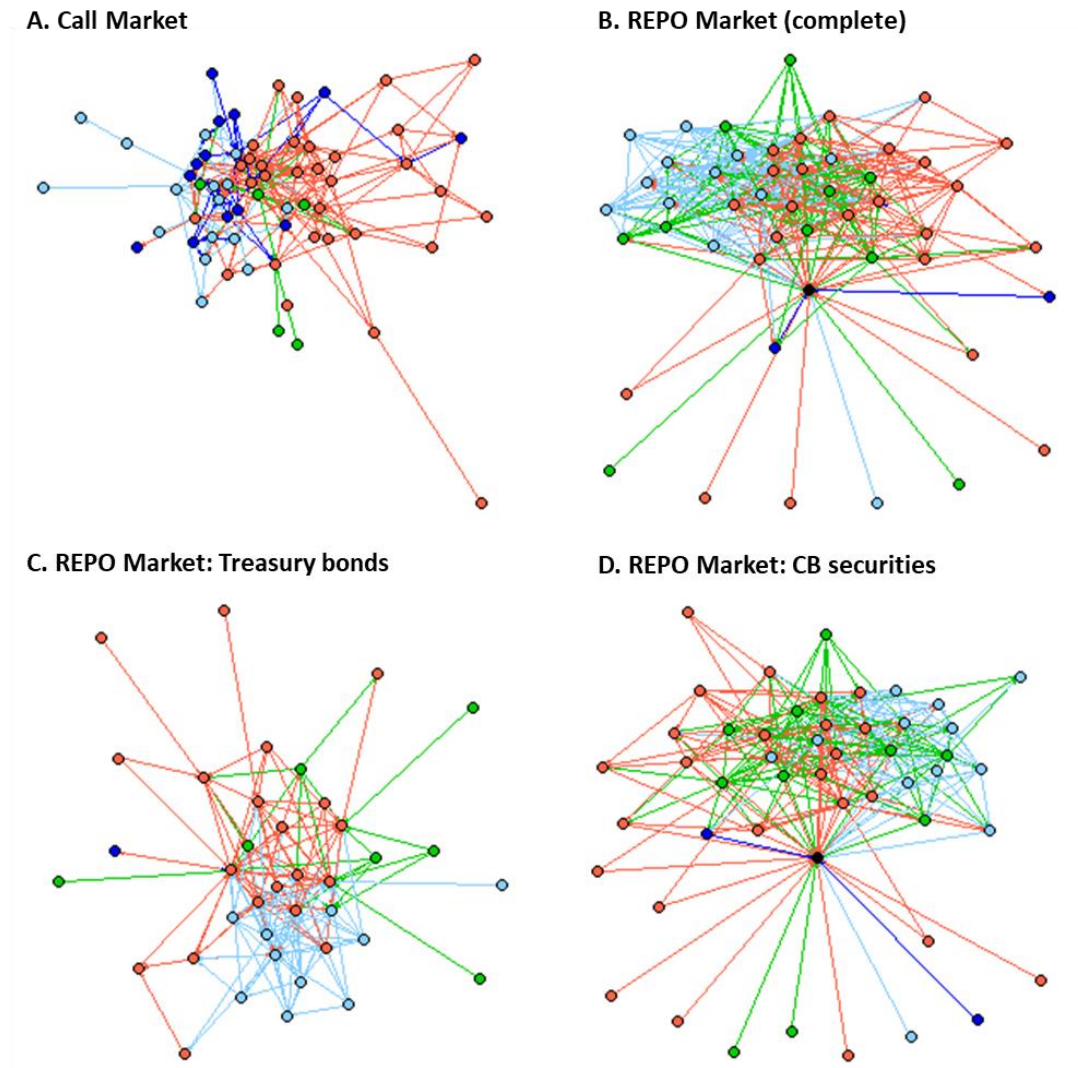 A. Call Market
B. REPO Market (complete)
C. REPO Market: Treasury bonds
D. REPO Market: CB securities